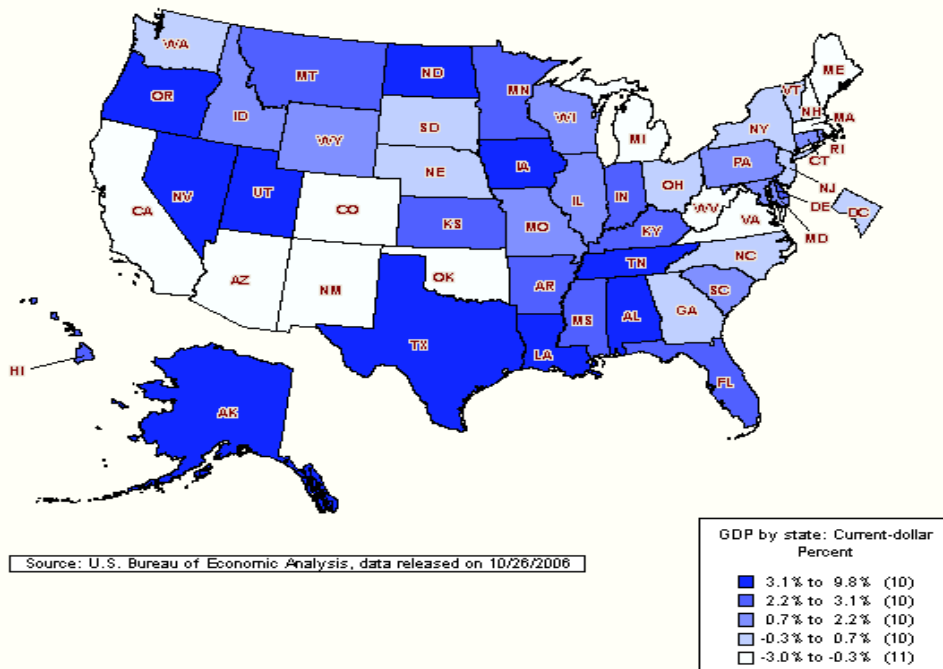 WA
OR
CA
NV
ID
MT
WY
UT
AZ
CO
NM
ND
SD
NE
KS
OK
TX
MN
IA
MO
AR
LA
WI
IL
MS
MI
IN
KY
TN
AL
OH
WV
VA
NC
SC
GA
FL
PA
NY
VT
NH
ME
MA
RI
CT
NJ
DE
MD
DC
HI
AK
Source: U.S. Bureau of Economic Analysis, data released on 10/26/2006
GDP by state: Current-dollar
Percent
3.1% to 9.8% (10)
2.2% to 3.1% (10)
0.7% to 2.2% (10)
-0.3% to 0.7% (10)
-3.0% to -0.3% (11)